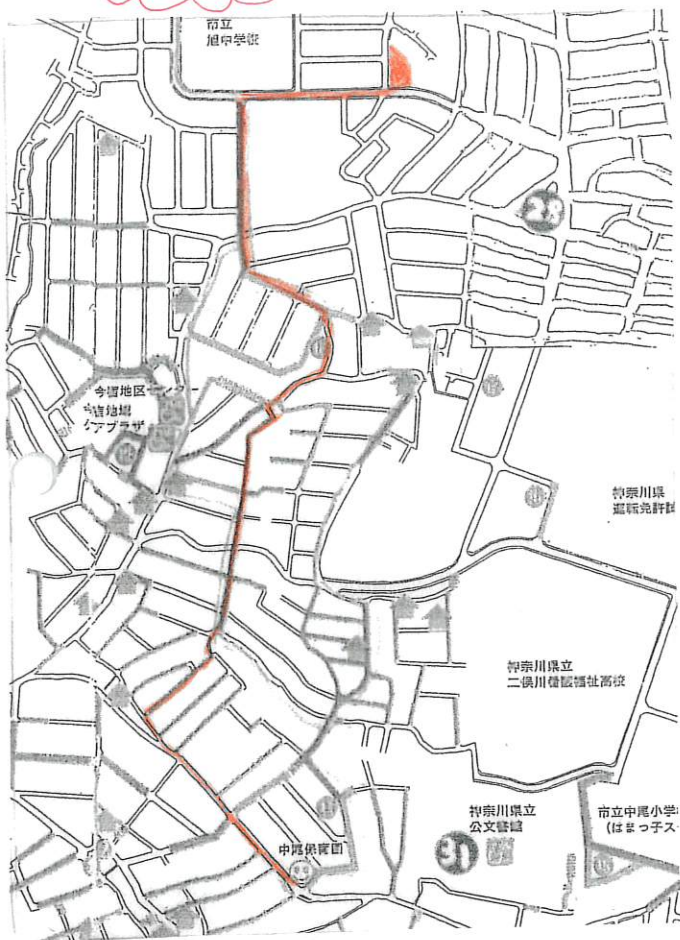 市立
旭中学校
28
今宿地区センター
今宿地域
ケアプラザ
神奈川県
運転免許試
神奈川県立
二俣川看護福祉高校
神奈川県立
公文書館
31
市立中尾小学
(はまっ子ス
中尾保育園